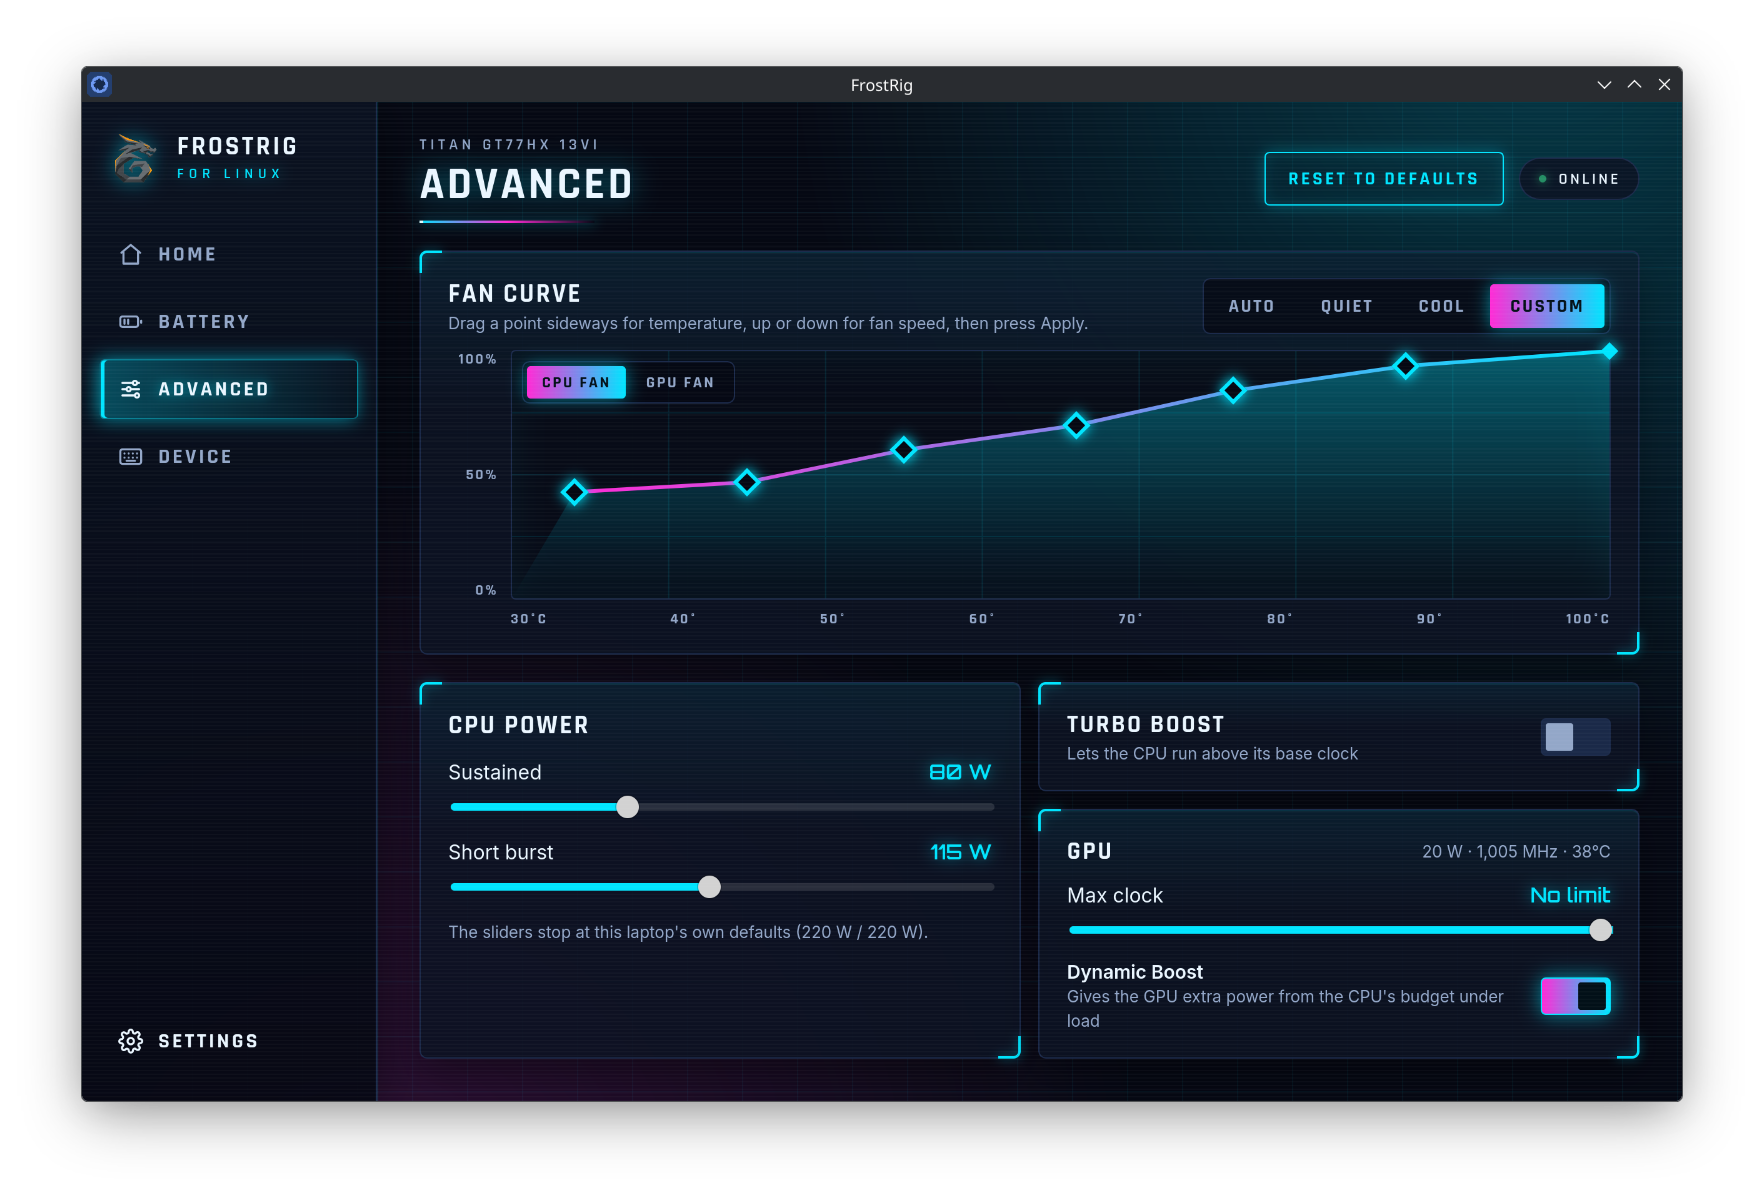 FrostRig
FROSTRIG
FOR LINUX
HOME
BATTERY
ADVANCED
DEVICE
SETTINGS
TITAN GT77HX 13VI
ADVANCED
RESET TO DEFAULTS
ONLINE
FAN CURVE
Drag a point sideways for temperature, up or down for fan speed, then press Apply.
AUTO QUIET COOL CUSTOM
100%
50%
0%
CPU FAN GPU FAN
30°C 40° 50° 60° 70° 80° 90° 100°C
CPU POWER
Sustained 80 W
Short burst 115 W
The sliders stop at this laptop's own defaults (220 W / 220 W).
TURBO BOOST
Lets the CPU run above its base clock
GPU 20 W · 1,005 MHz · 38°C
Max clock No limit
Dynamic Boost
Gives the GPU extra power from the CPU's budget under
load